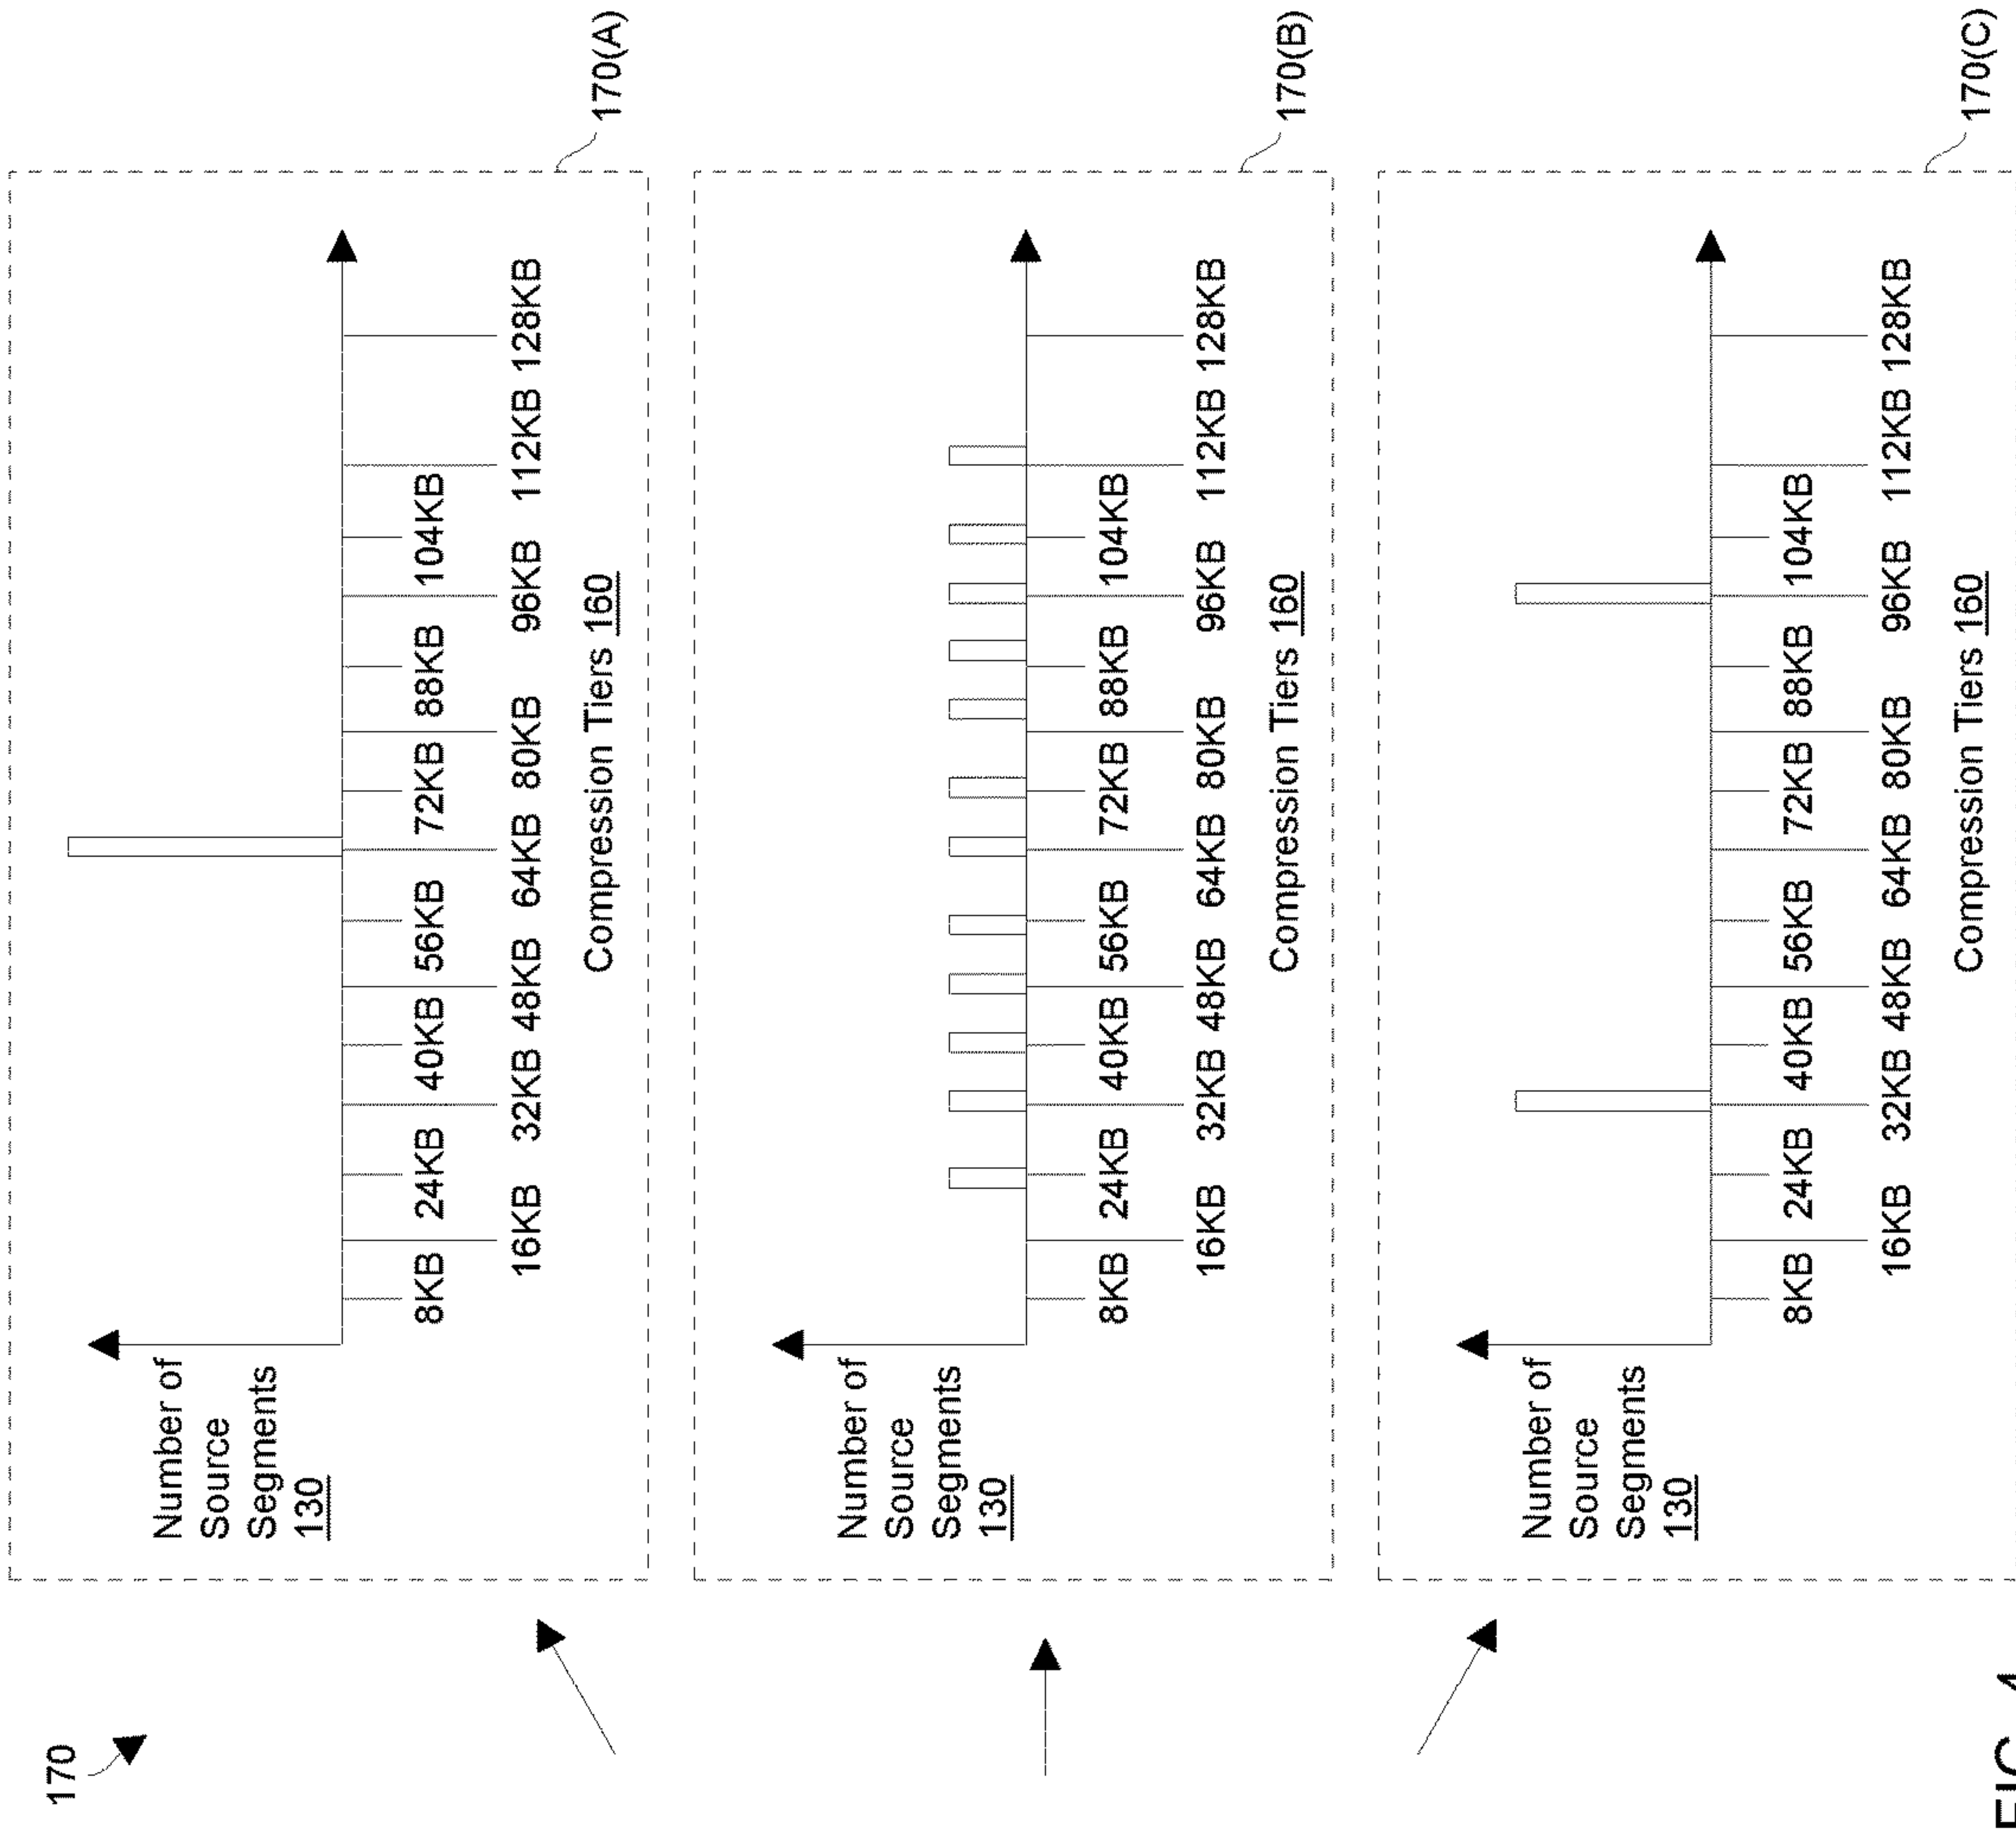 170
Number of
Source
Segments
130
8KB 24KB 40KB 56KB 72KB 88KB 104KB
16KB 32KB 48KB 64KB 80KB 96KB 112KB 128KB
Compression Tiers 160
170(A)
Number of
Source
Segments
130
8KB 24KB 40KB 56KB 72KB 88KB 104KB
16KB 32KB 48KB 64KB 80KB 96KB 112KB 128KB
Compression Tiers 160
170(B)
Number of
Source
Segments
130
8KB 24KB 40KB 56KB 72KB 88KB 104KB
16KB 32KB 48KB 64KB 80KB 96KB 112KB 128KB
Compression Tiers 160
170(C)
FIG. 4